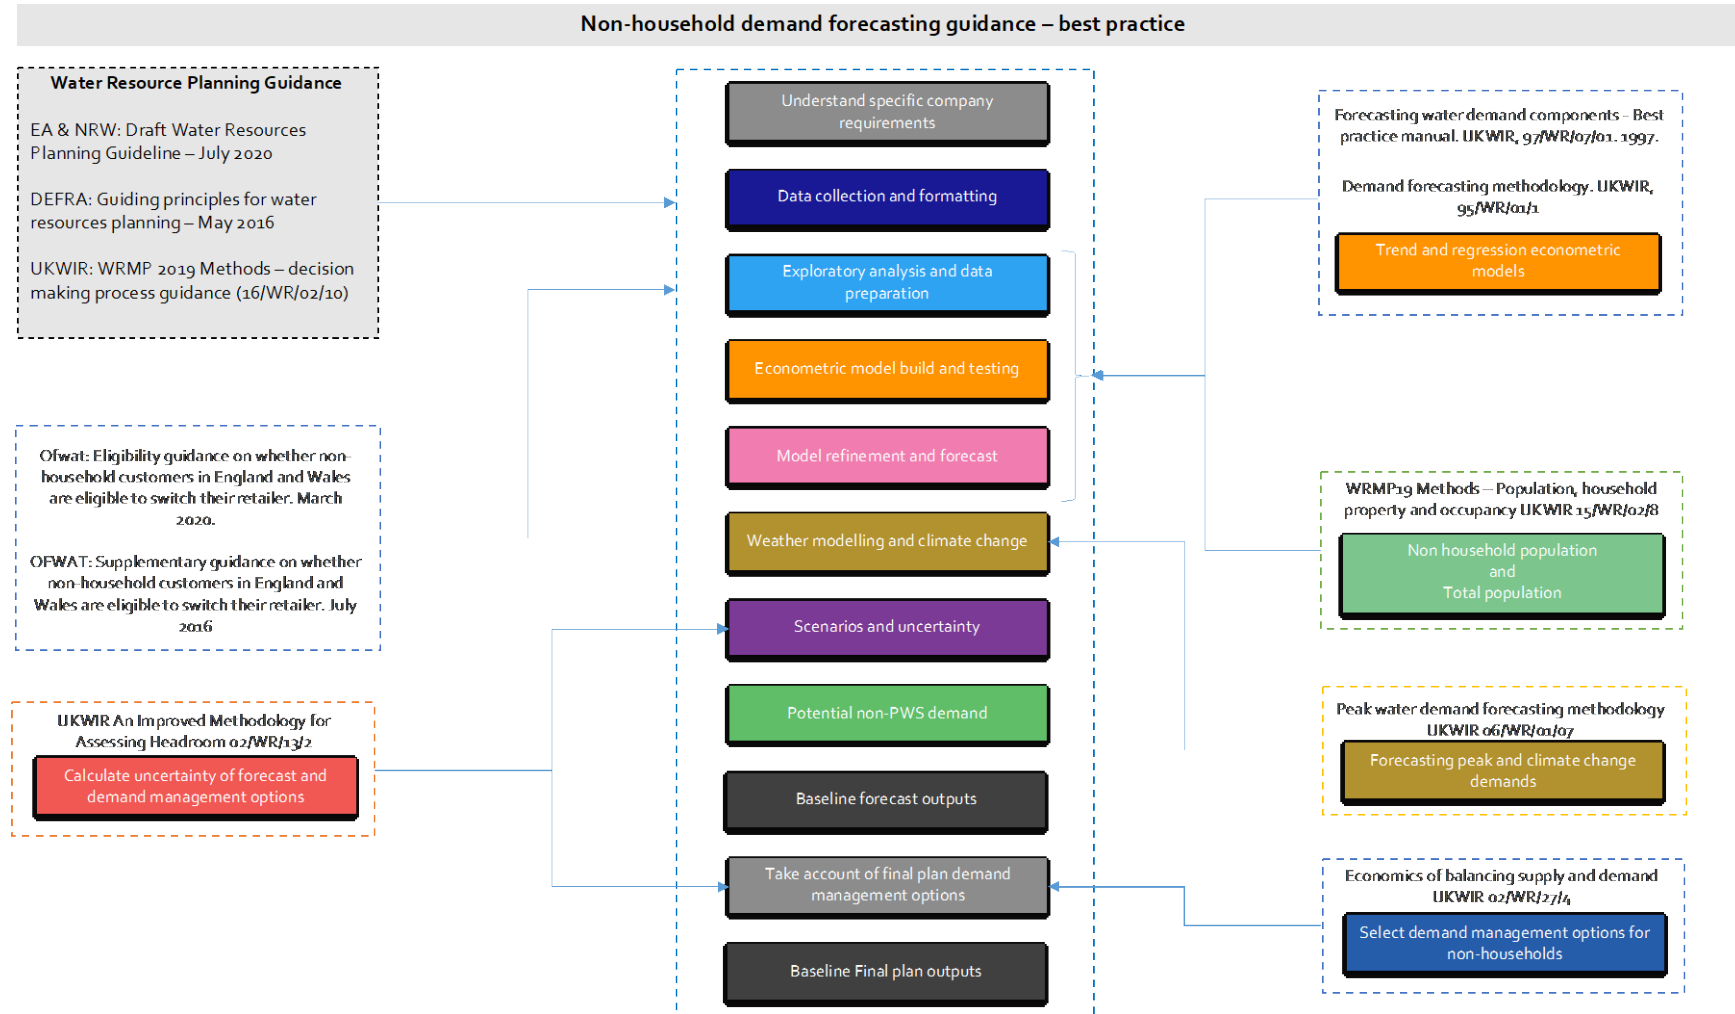 Non-household demand forecasting guidance – best practice
Water Resource Planning Guidance
EA & NRW: Draft Water Resources
Planning Guideline – July 2020
DEFRA: Guiding principles for water
resources planning – May 2016
UKWIR: WRMP 2019 Methods – decision
making process guidance (16/WR/02/10)
Ofwat: Eligibility guidance on whether non-
household customers in England and Wales
are eligible to switch their retailer. March
2020.
OFWAT: Supplementary guidance on whether
non-household customers in England and
Wales are eligible to switch their retailer. July
2016
UKWIR An Improved Methodology for
Assessing Headroom 02/WR/13/2
Calculate uncertainty of forecast and
demand management options
Understand specific company
requirements
Data collection and formatting
Exploratory analysis and data
preparation
Econometric model build and testing
Model refinement and forecast
Weather modelling and climate change
Scenarios and uncertainty
Potential non-PWS demand
Baseline forecast outputs
Take account of final plan demand
management options
Baseline Final plan outputs
Forecasting water demand components - Best
practice manual. UKWIR, 97/WR/07/01. 1997.
Demand forecasting methodology. UKWIR,
95/WR/01/1
Trend and regression econometric
models
WRMP19 Methods – Population, household
property and occupancy UKWIR 15/WR/02/8
Non household population
and
Total population
Peak water demand forecasting methodology
UKWIR 06/WR/01/07
Forecasting peak and climate change
demands
Economics of balancing supply and demand
UKWIR 02/WR/27/4
Select demand management options for
non-households